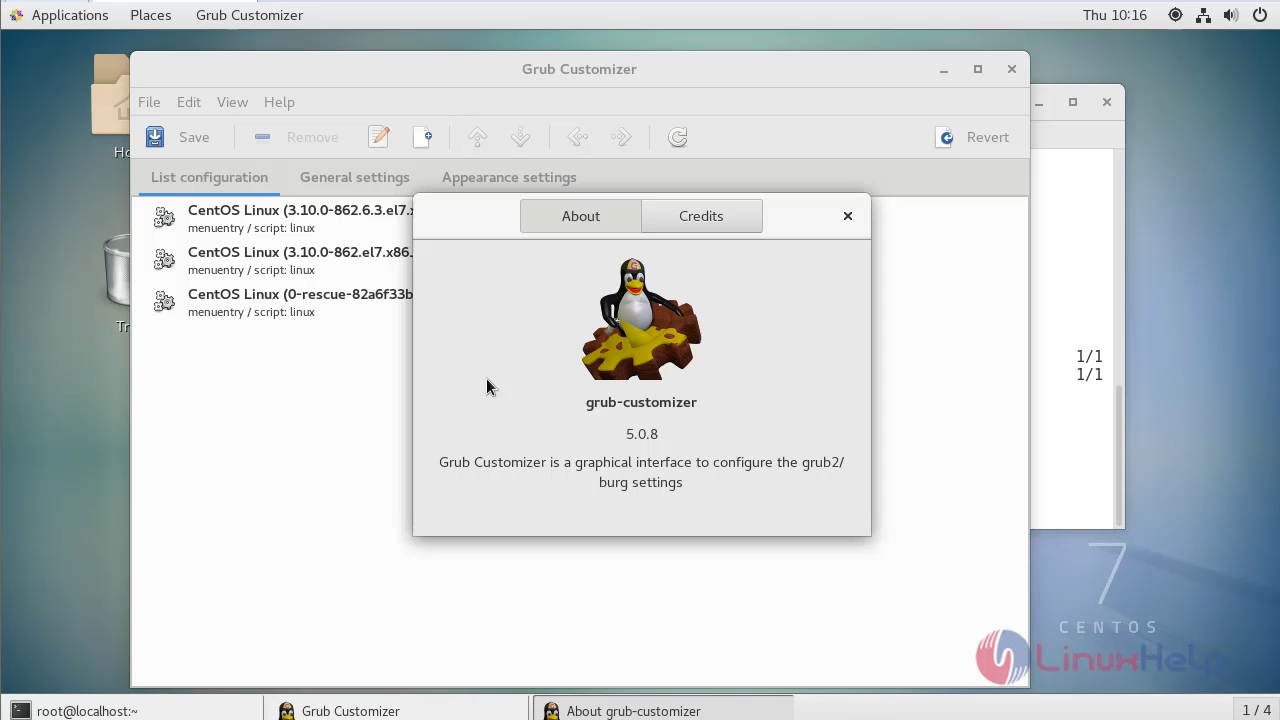 Applications Places Grub Customizer Thu 10:16
Grub Customizer
File Edit View Help
Save Remove Revert
List configuration General settings Appearance settings
CentOS Linux (3.10.0-862.6.3.el7.x
menuentry / script: linux
CentOS Linux (3.10.0-862.el7.x86_
menuentry / script: linux
CentOS Linux (0-rescue-82a6f33b
menuentry / script: linux
About Credits
grub-customizer
5.0.8
Grub Customizer is a graphical interface to configure the grub2/
burg settings
Ho
Tr
1/1
1/1
7
CENTOS
LinuxHelp
root@localhost:~ Grub Customizer About grub-customizer 1 / 4